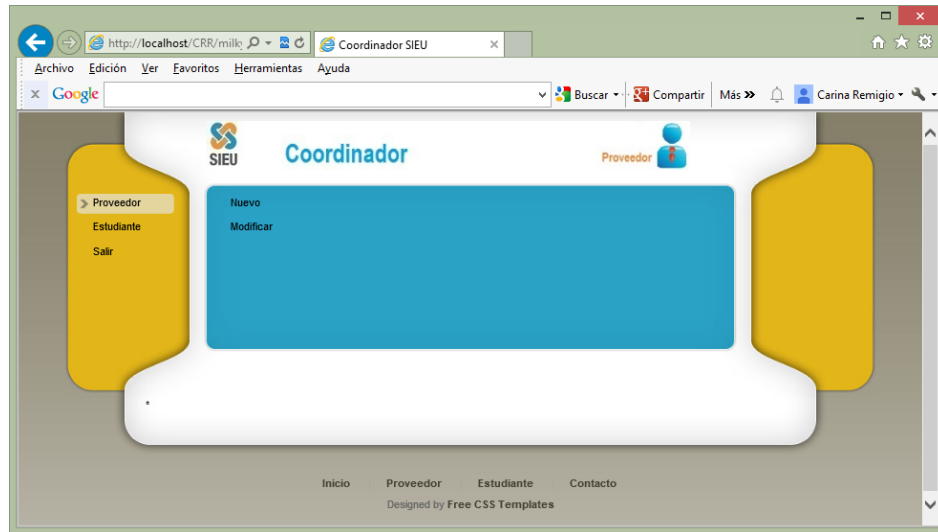 http://localhost/CRR/milk Coordinador SIEU
Archivo Edición Ver Favoritos Herramientas Ayuda
x Google Buscar Compartir Más >> Carina Remigio
SIEU Coordinador Proveedor
Proveedor Nuevo
Estudiante Modificar
Salir
*
Inicio Proveedor Estudiante Contacto
Designed by Free CSS Templates